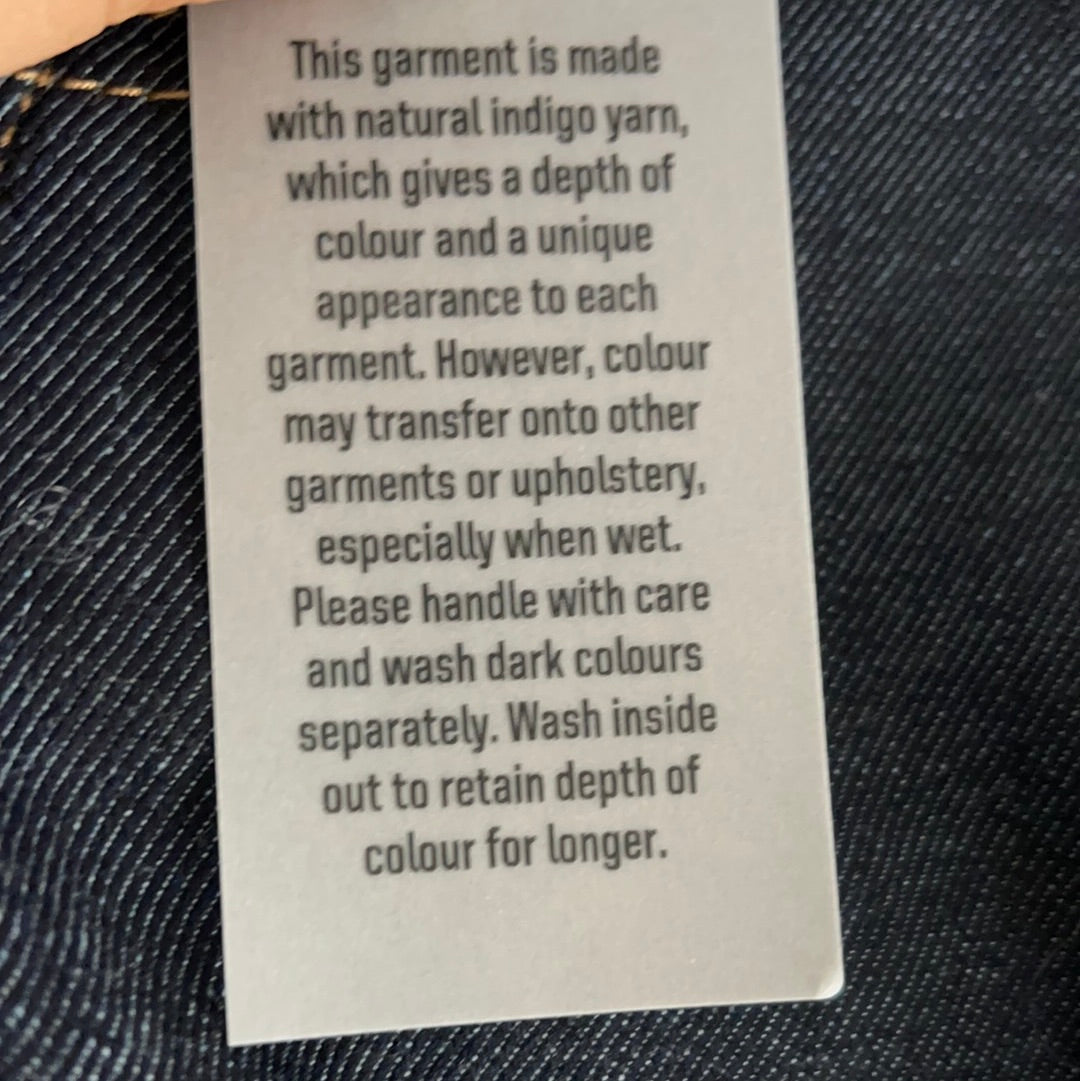 This garment is made
with natural indigo yarn,
which gives a depth of
colour and a unique
appearance to each
garment. However, colour
may transfer onto other
garments or upholstery,
especially when wet.
Please handle with care
and wash dark colours
separately. Wash inside
out to retain depth of
colour for longer.